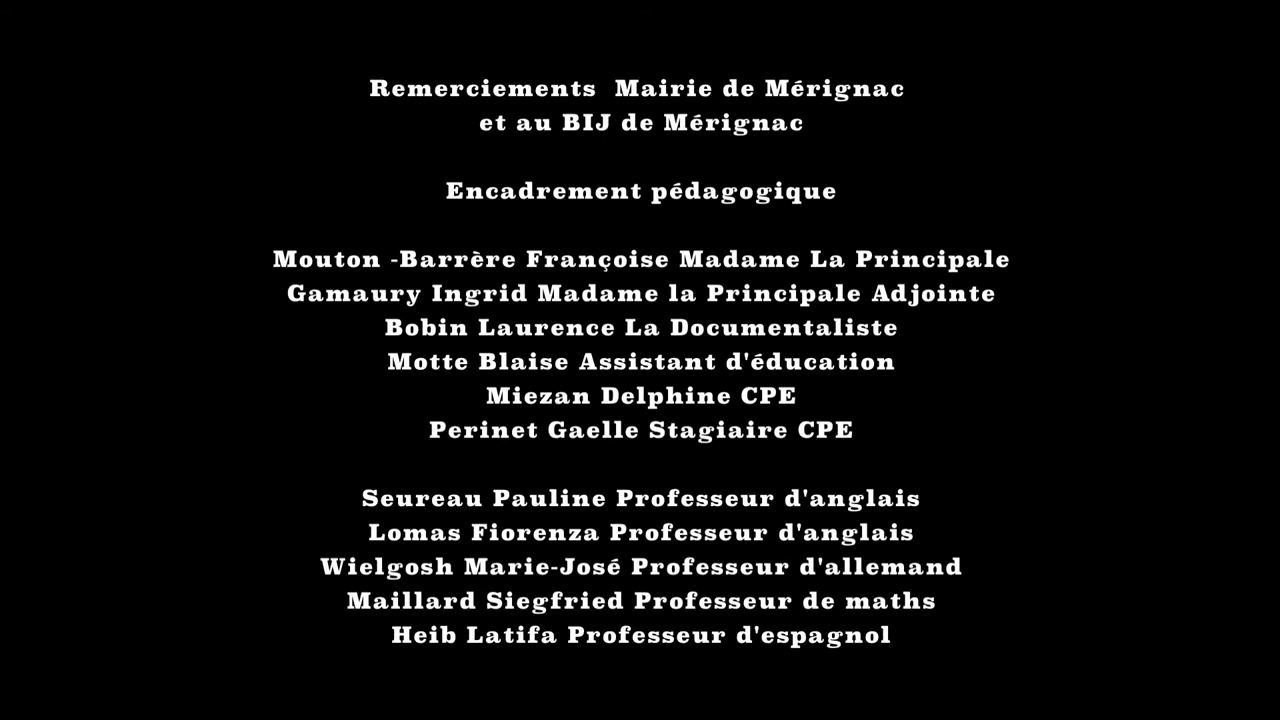 Remerciements  Mairie de Mérignac
et au BIJ de Mérignac
Encadrement pédagogique
Mouton -Barrère Françoise Madame La Principale
Gamaury Ingrid Madame la Principale Adjointe
Bobin Laurence La Documentaliste
Motte Blaise Assistant d'éducation
Miezan Delphine CPE
Perinet Gaelle Stagiaire CPE
Seureau Pauline Professeur d'anglais
Lomas Fiorenza Professeur d'anglais
Wielgosh Marie-José Professeur d'allemand
Maillard Siegfried Professeur de maths
Heib Latifa Professeur d'espagnol